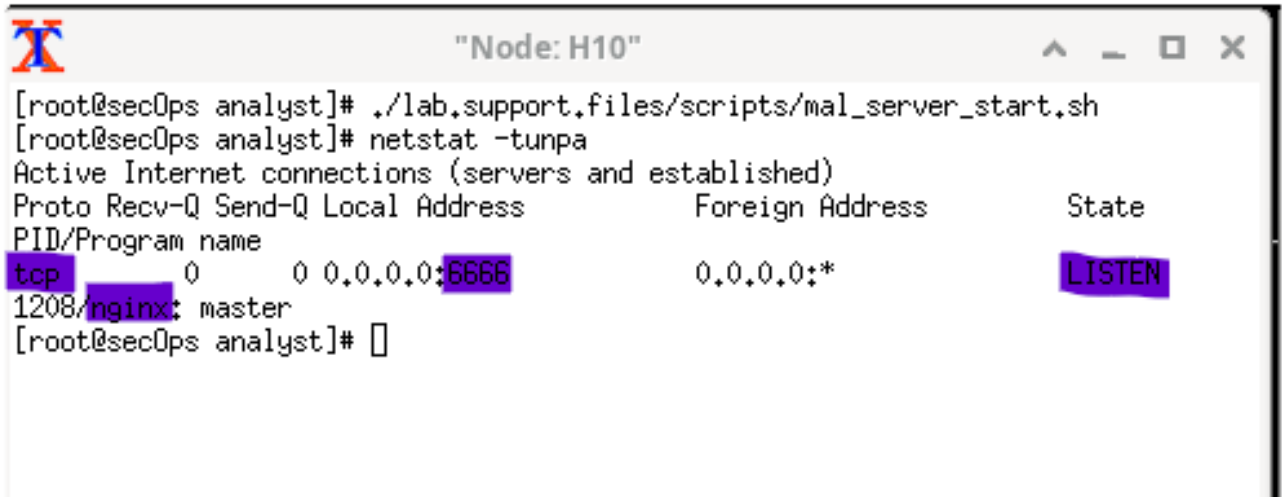 "Node: H10"
[root@secOps analyst]# ./lab.support.files/scripts/mal_server_start.sh
[root@secOps analyst]# netstat -tunpa
Active Internet connections (servers and established)
Proto Recv-Q Send-Q Local Address Foreign Address State
PID/Program name
tcp 0 0 0.0.0.0:6666 0.0.0.0:* LISTEN
1208/nginx: master
[root@secOps analyst]#